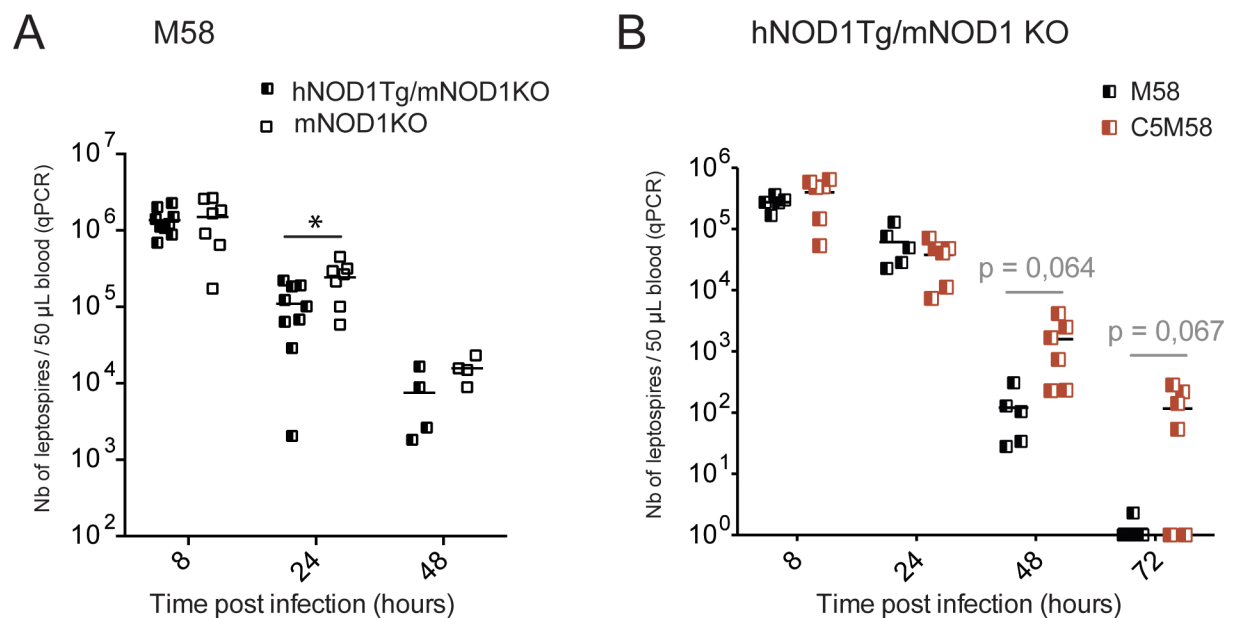 A
M58
hNOD1Tg/mNOD1KO
mNOD1KO
Nb of leptospires / 50 µL blood (qPCR)
10^7
10^6
10^5
10^4
10^3
10^2
*
8
24
48
Time post infection (hours)
B
hNOD1Tg/mNOD1 KO
M58
C5M58
Nb of leptospires / 50 µL blood (qPCR)
10^6
10^5
10^4
10^3
10^2
10^1
10^0
p = 0,064
p = 0,067
8
24
48
72
Time post infection (hours)